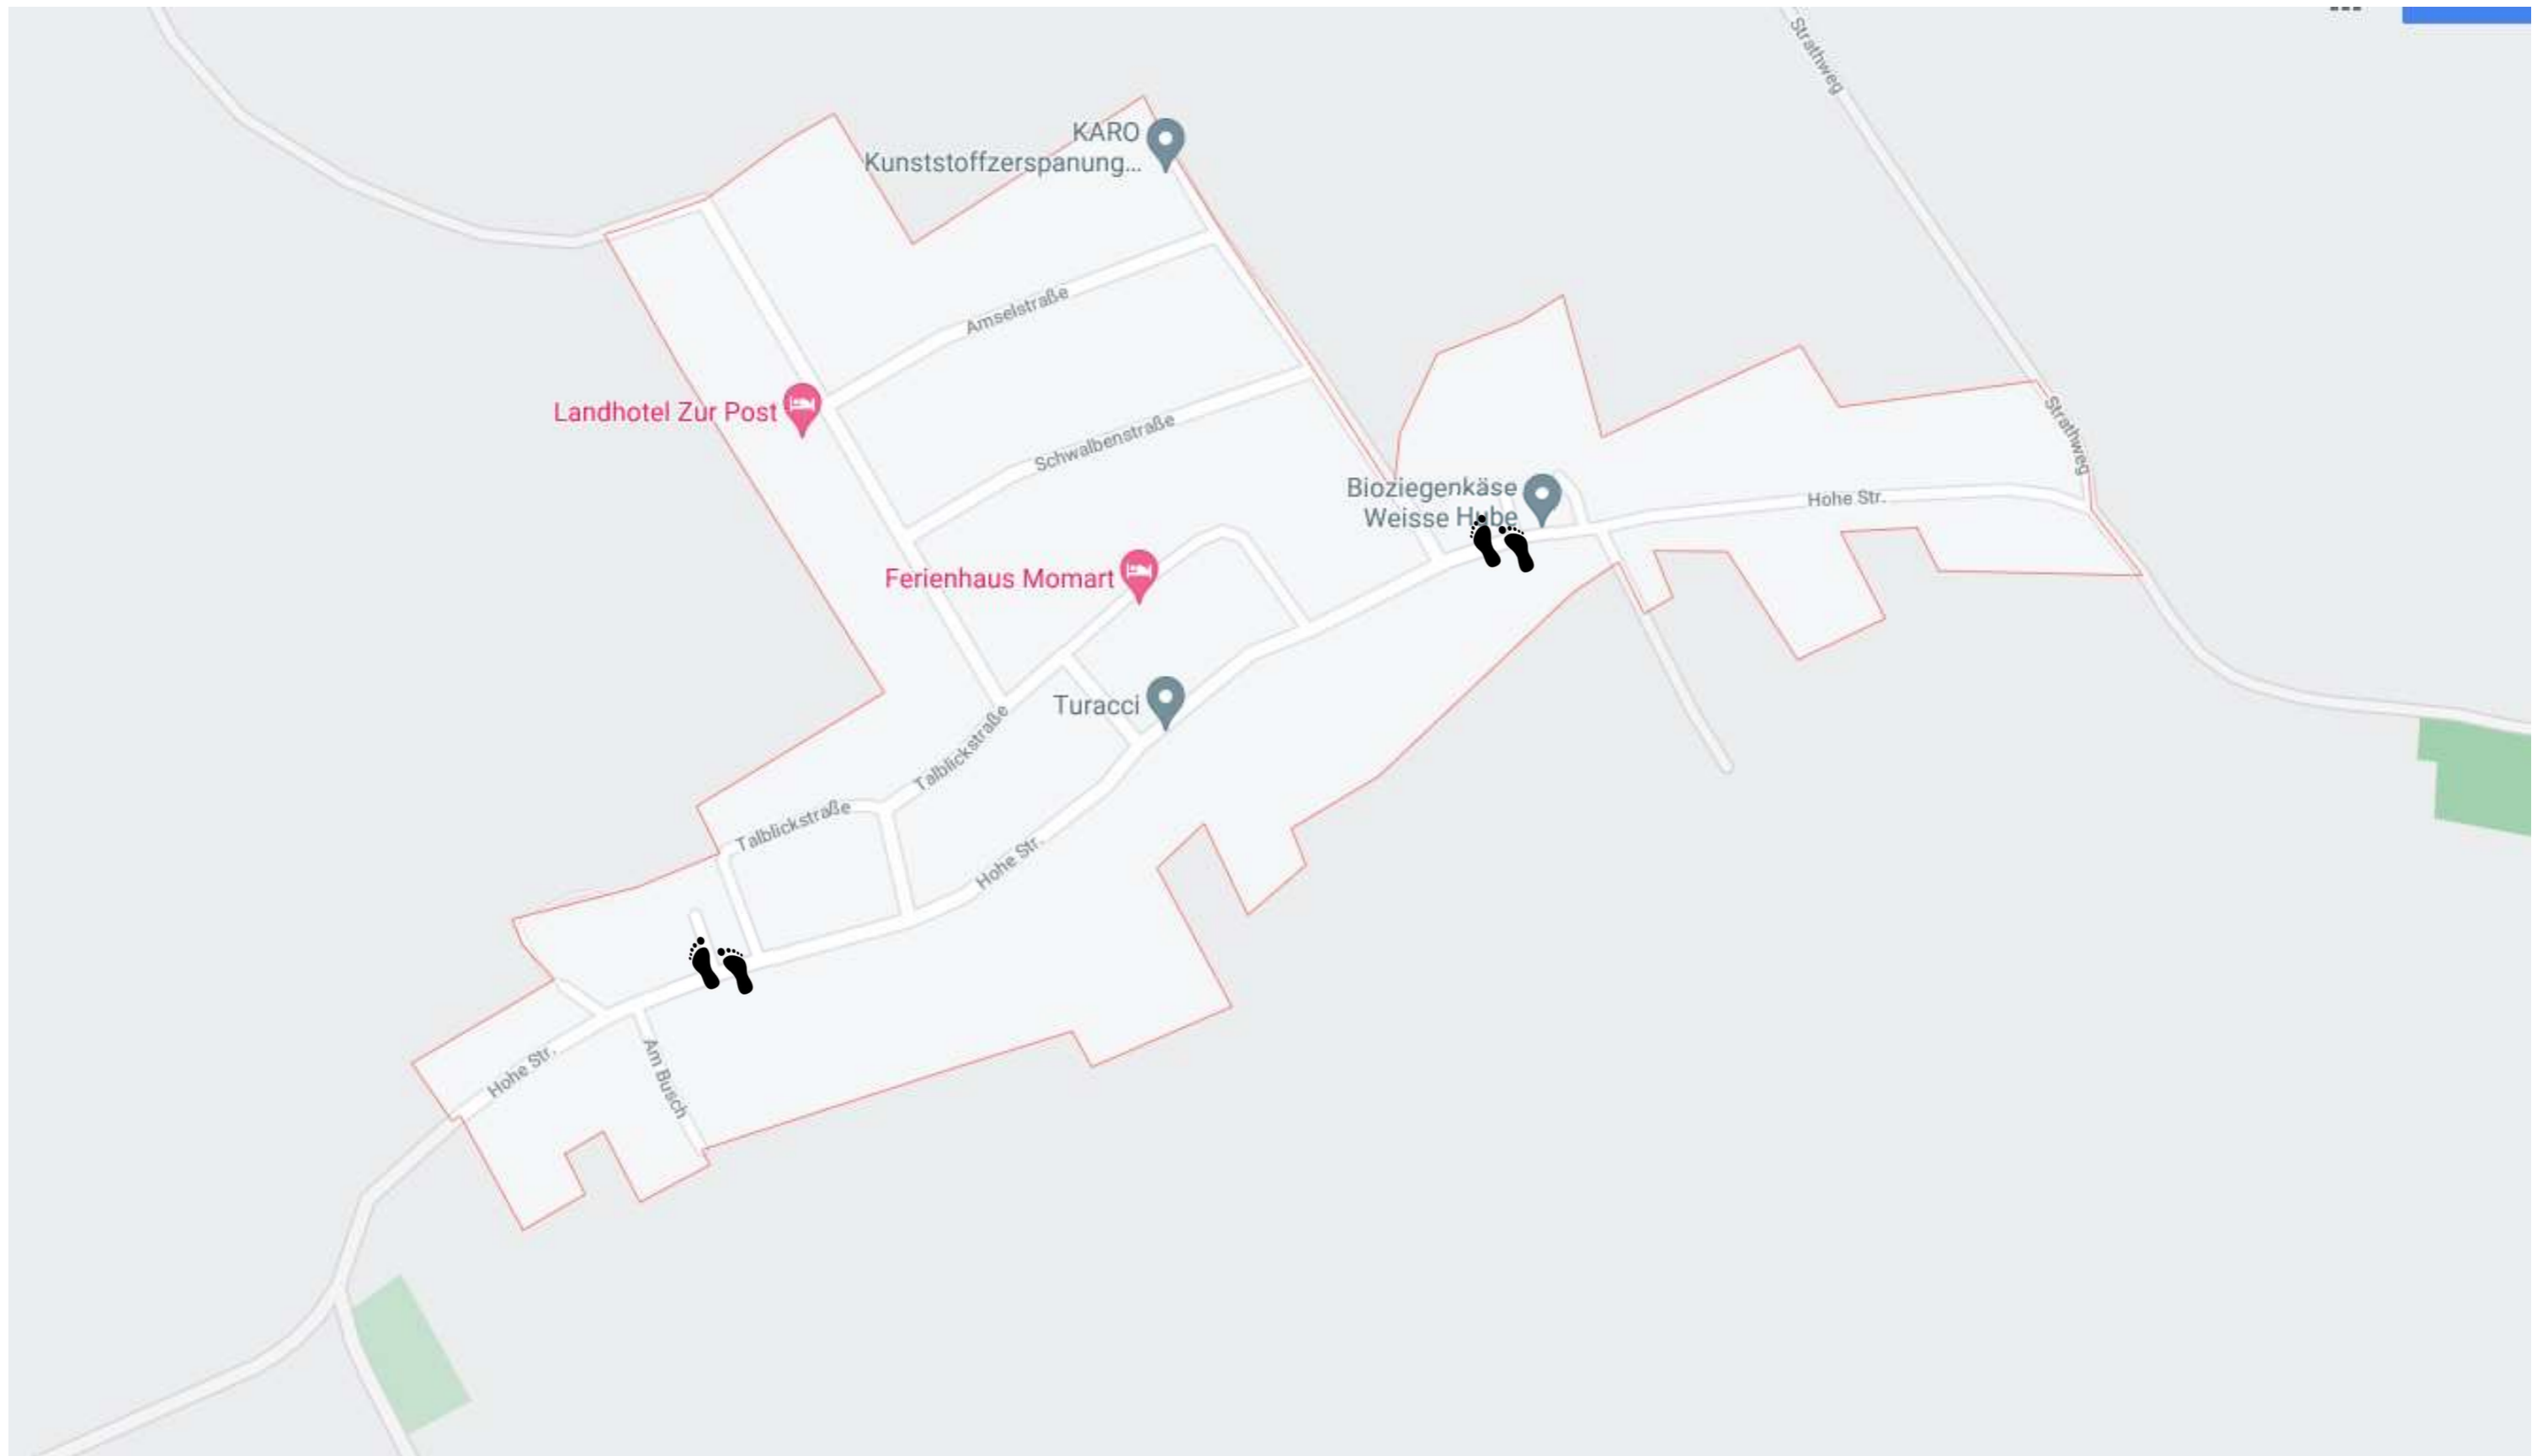 Strathweg
KARO
Kunststoffzerspanung...
Amselstraße
Landhotel Zur Post
Strathweg
Schwalbenstraße
Bioziegenkäse
Weisse Hube
Hohe Str.
Ferienhaus Momart
Turacci
Talblickstraße
Talblickstraße
Hohe Str.
Hohe Str.
Am Busch